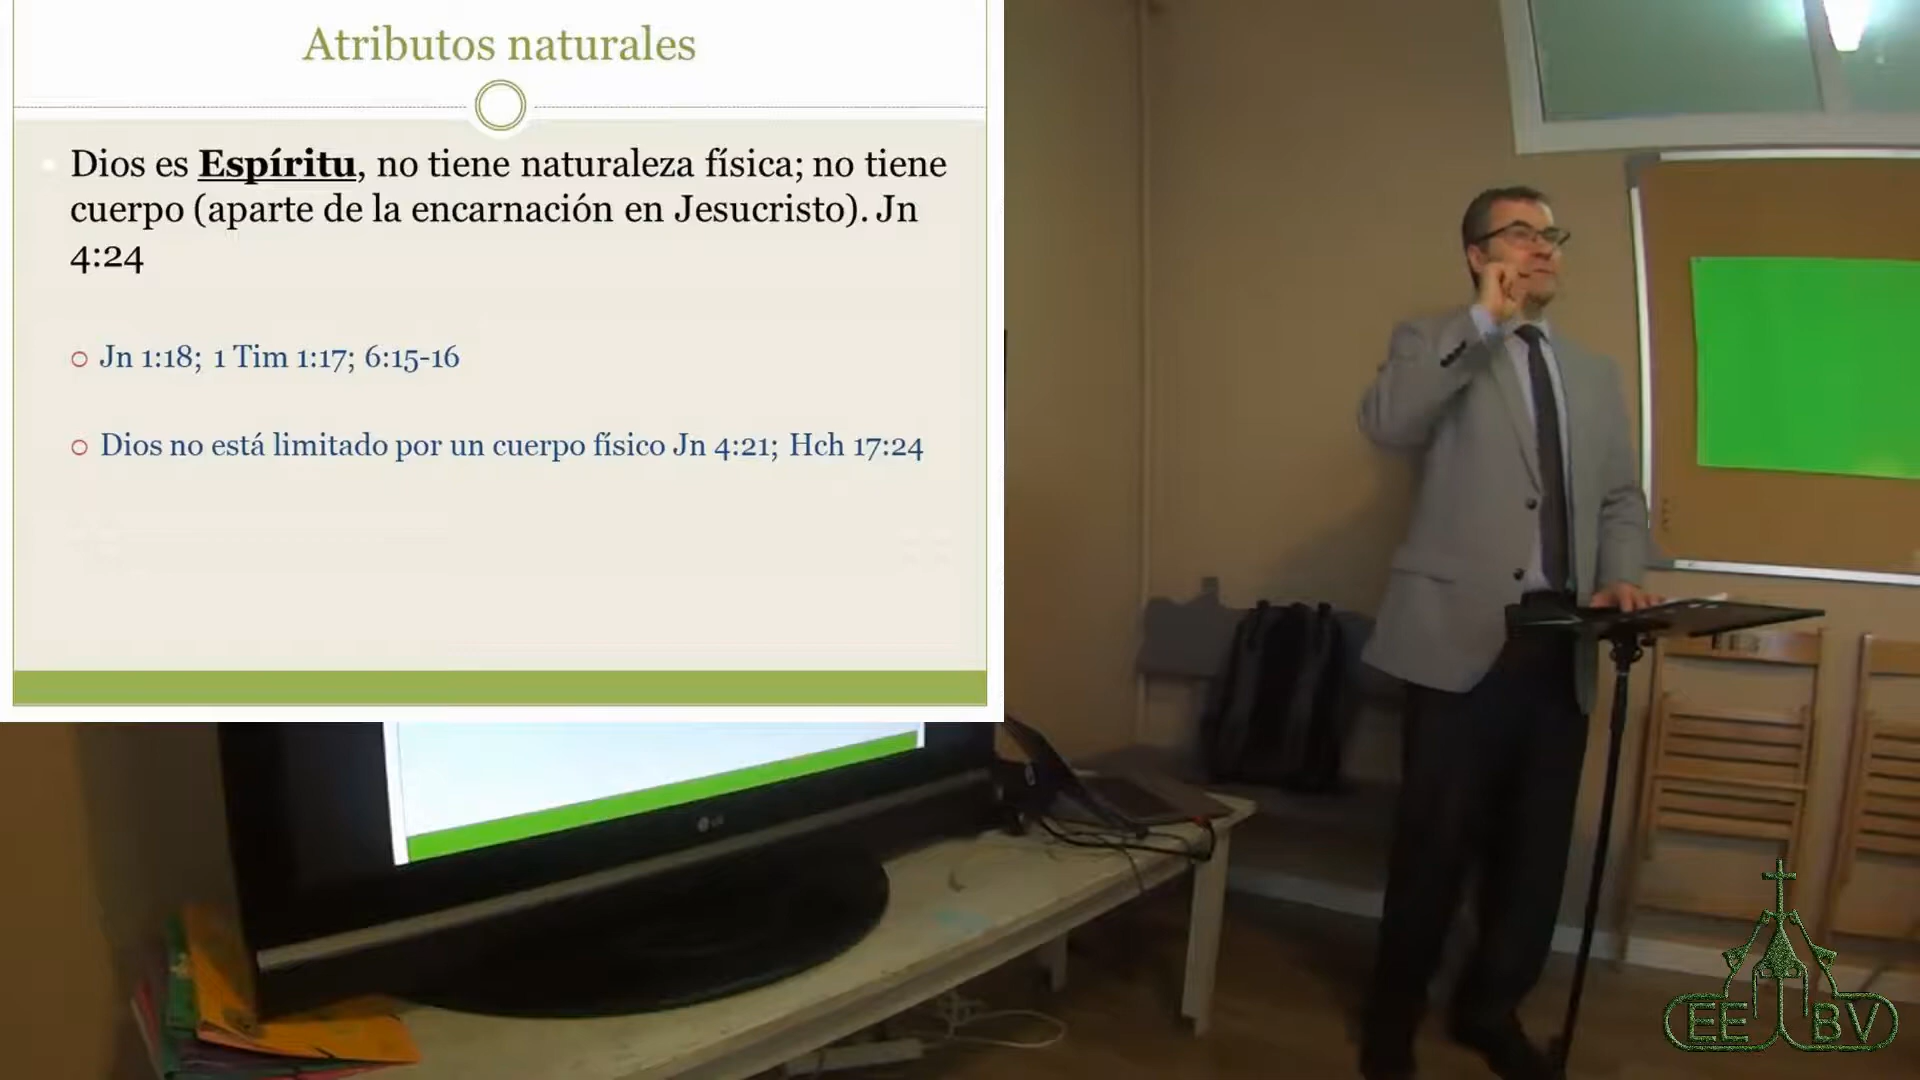 Atributos naturales
Dios es Espíritu, no tiene naturaleza física; no tiene
cuerpo (aparte de la encarnación en Jesucristo). Jn
4:24
Jn 1:18; 1 Tim 1:17; 6:15-16
Dios no está limitado por un cuerpo físico Jn 4:21; Hch 17:24
LG
EE BV